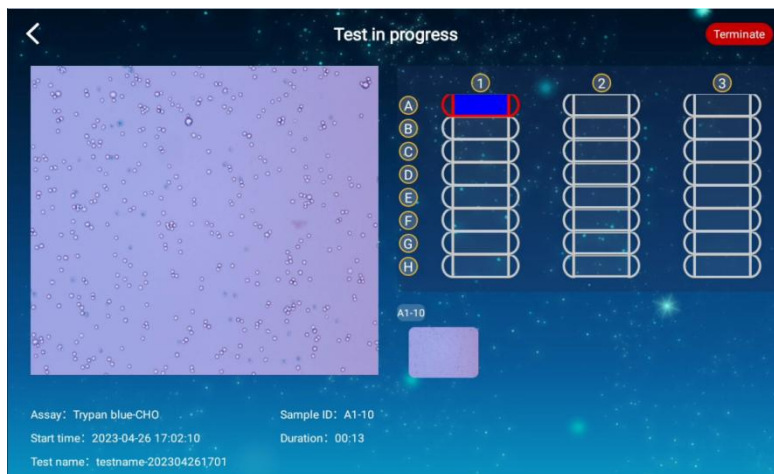 Test in progress
Terminate
1 2 3
A
B
C
D
E
F
G
H
A1-10
Assay: Trypan blue-CHO
Sample ID: A1-10
Start time: 2023-04-26 17:02:10
Duration: 00:13
Test name: testname-202304261701